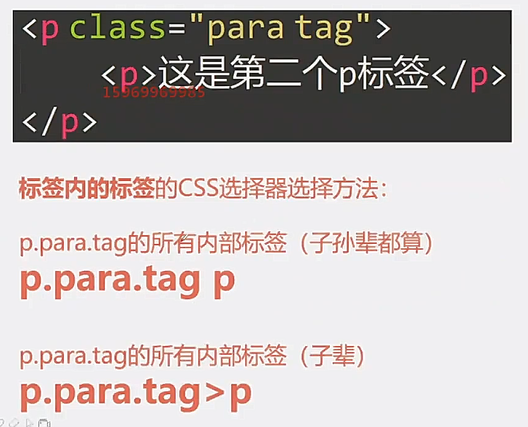 <p class="para tag">
<p>这是第二个p标签</p>
15969969985
</p>
标签内的标签的CSS选择器选择方法：
p.para.tag的所有内部标签（子孙辈都算）
p.para.tag p
p.para.tag的所有内部标签（子辈）
p.para.tag>p